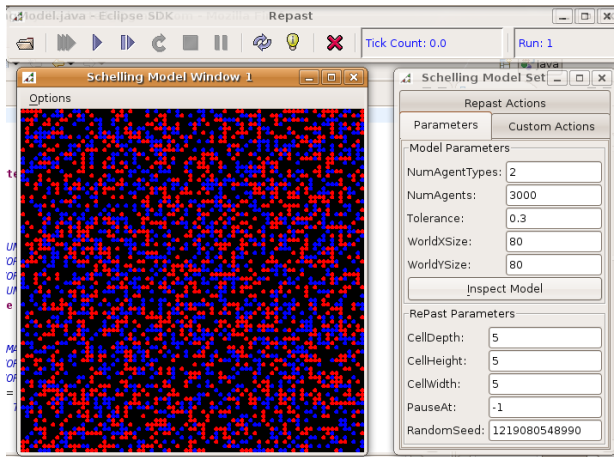 Model.java - Eclipse SDK
Repast
Tick Count: 0.0
Run: 1
Java
Schelling Model Window 1
Schelling Model Set
Options
Repast Actions
Parameters
Custom Actions
Model Parameters
NumAgentTypes: 2
NumAgents: 3000
Tolerance: 0.3
WorldXSize: 80
WorldYSize: 80
Inspect Model
RePast Parameters
CellDepth: 5
CellHeight: 5
CellWidth: 5
PauseAt: -1
RandomSeed: 1219080548990